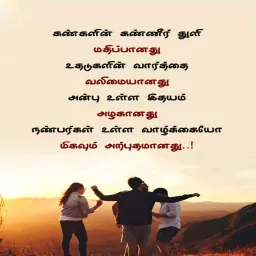 கண்களின் கண்ணீர் துளி
மதிப்பானது
உதடுகளின் வார்த்தை
வலிமையானது
அன்பு உள்ள இதயம்
அழகானது
நண்பர்கள் உள்ள வாழ்க்கையோ
மிகவும் அற்புதமானது..!